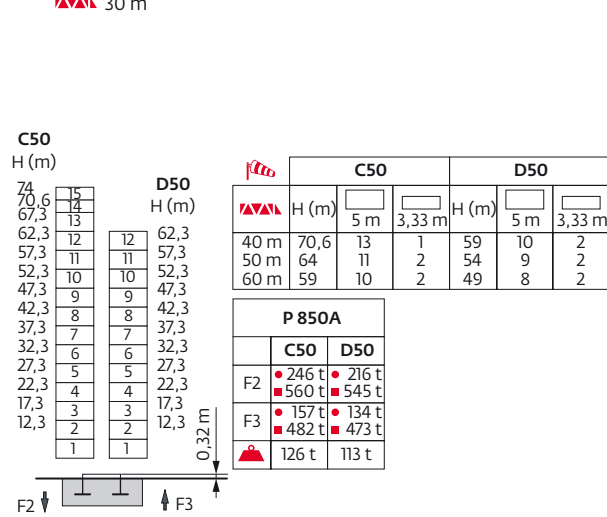 30 m
C50
H (m)
74
70,6
67,3
62,3
57,3
52,3
47,3
42,3
37,3
32,3
27,3
22,3
17,3
12,3
15
14
13
12
11
10
9
8
7
6
5
4
3
2
1
12
11
10
9
8
7
6
5
4
3
2
1
D50
H (m)
62,3
57,3
52,3
47,3
42,3
37,3
32,3
27,3
22,3
17,3
12,3
0,32 m
F2
F3
C50 D50
H (m) 5 m 3,33 m H (m) 5 m 3,33 m
40 m 70,6 13 1 59 10 2
50 m 64 11 2 54 9 2
60 m 59 10 2 49 8 2
P 850A
C50 D50
F2 246 t 216 t
560 t 545 t
F3 157 t 134 t
482 t 473 t
126 t 113 t